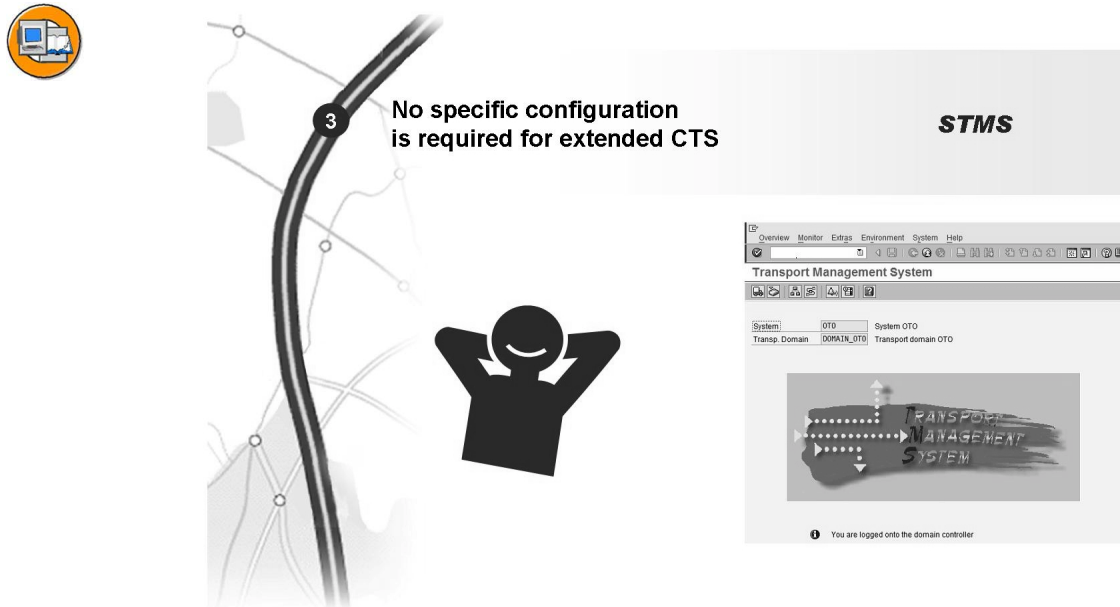 3
No specific configuration
is required for extended CTS
STMS
Overview Monitor Extras Environment System Help
Transport Management System
System OTO System OTO
Transp. Domain DOMAIN_OTO Transport domain OTO
TRANSPORT
MANAGEMENT
SYSTEM
You are logged onto the domain controller